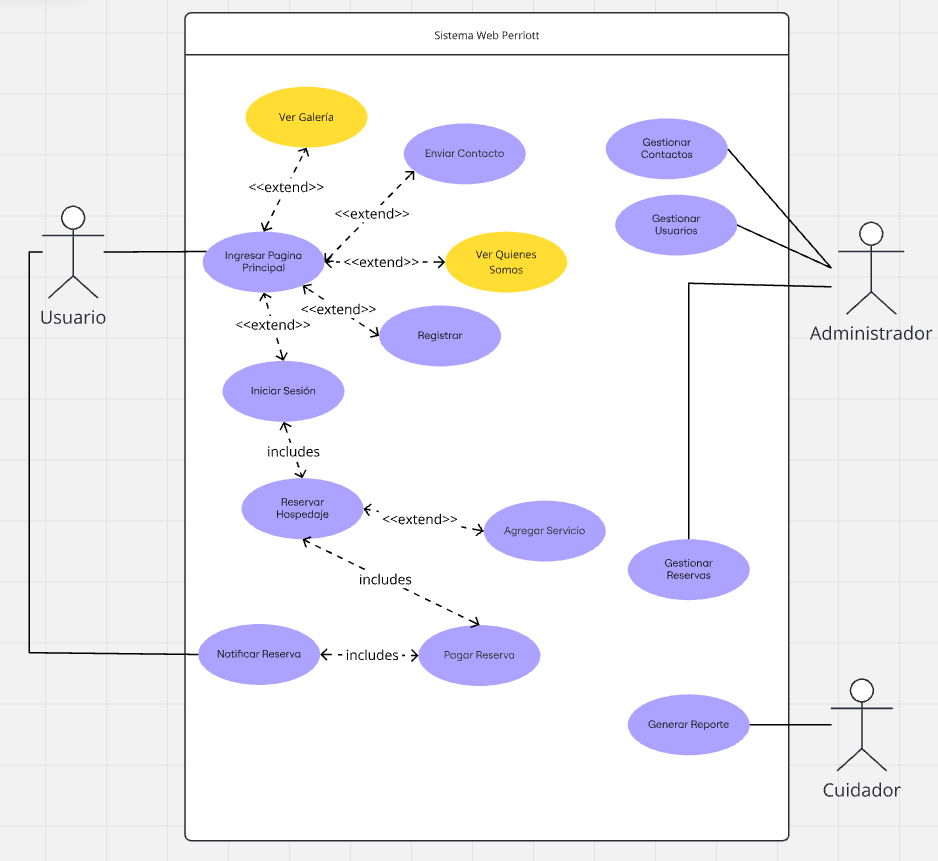 Sistema Web Perriott
Ver Galería
Enviar Contacto
Gestionar
Contactos
<<extend>>
<<extend>>
Gestionar
Usuarios
Ingresar Pagina
Principal
<<extend>>
Ver Quienes
Somos
Usuario
Administrador
<<extend>>
<<extend>>
Registrar
Iniciar Sesión
includes
Reservar
Hospedaje
<<extend>>
Agregar Servicio
includes
Gestionar
Reservas
Notificar Reserva
includes
Pagar Reserva
Generar Reporte
Cuidador